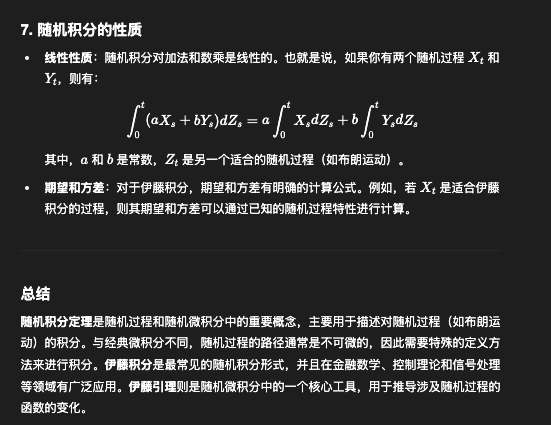 7. 随机积分的性质
• 线性性质：随机积分对加法和数乘是线性的。也就是说，如果你有两个随机过程 $X_t$ 和
$Y_t$，则有：
$\int_0^t (aX_s + bY_s)dZ_s = a\int_0^t X_s dZ_s + b\int_0^t Y_s dZ_s$
其中，$a$ 和 $b$ 是常数，$Z_t$ 是另一个适合的随机过程（如布朗运动）。
• 期望和方差：对于伊藤积分，期望和方差有明确的计算公式。例如，若 $X_t$ 是适合伊藤
积分的过程，则其期望和方差可以通过已知的随机过程特性进行计算。
总结
随机积分定理是随机过程和随机微积分中的重要概念，主要用于描述对随机过程（如布朗运
动）的积分。与经典微积分不同，随机过程的路径通常是不可微的，因此需要特殊的定义方
法来进行积分。伊藤积分是最常见的随机积分形式，并且在金融数学、控制理论和信号处理
等领域有广泛应用。伊藤引理则是随机微积分中的一个核心工具，用于推导涉及随机过程的
函数的变化。